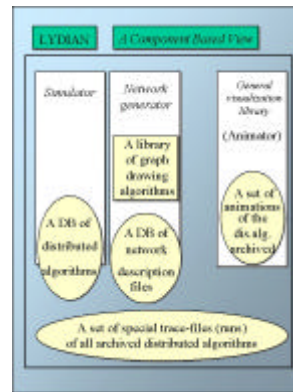 LYDIAN
A Component Based View
Simulator
Network
generator
General
visualization
library
(Animator)
A library
of graph
drawing
algorithms
A DB of
distributed
algorithms
A DB of
network
description
files
A set of
animations
of the
dis.alg.
archived
A set of special trace-files (runs)
of all archived distributed algorithms